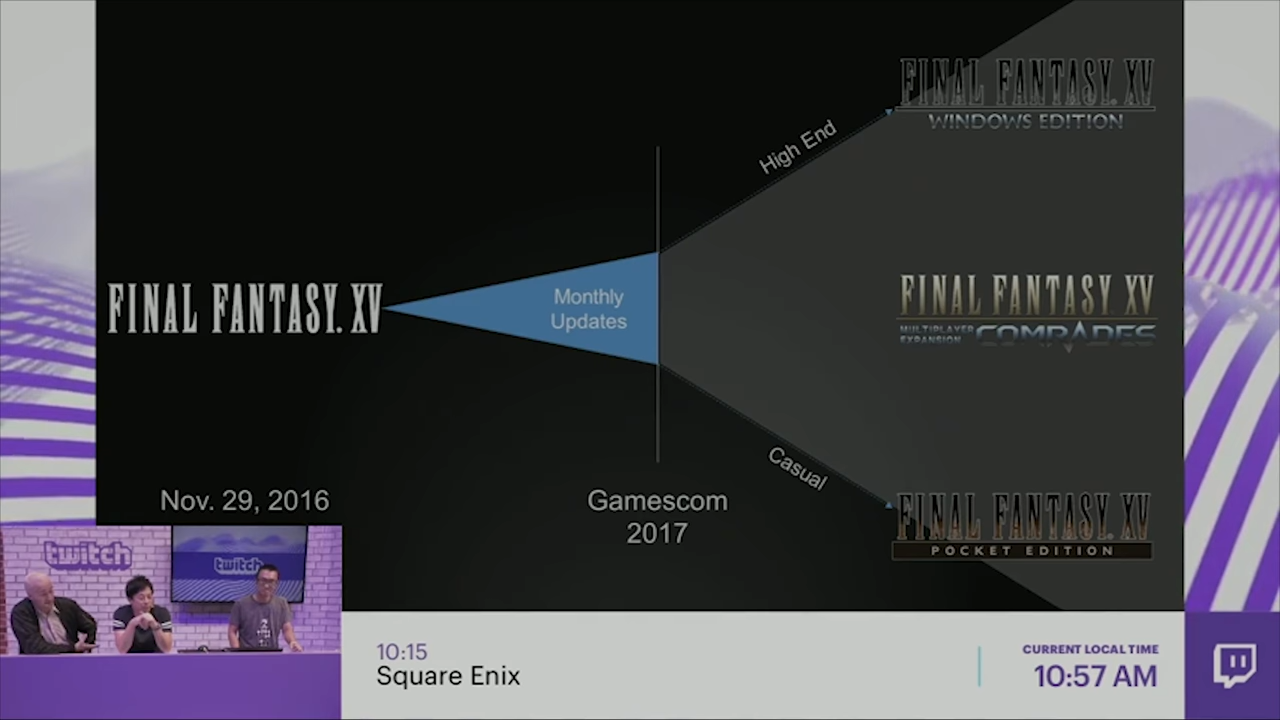 FINAL FANTASY. XV
WINDOWS EDITION
High End
FINAL FANTASY. XV
Monthly
Updates
FINAL FANTASY. XV
MULTIPLAYER
EXPANSION COMRADES
Casual
Nov. 29, 2016
Gamescom
2017
FINAL FANTASY. XV
POCKET EDITION
twitch
twitch
10:15
Square Enix
CURRENT LOCAL TIME
10:57 AM